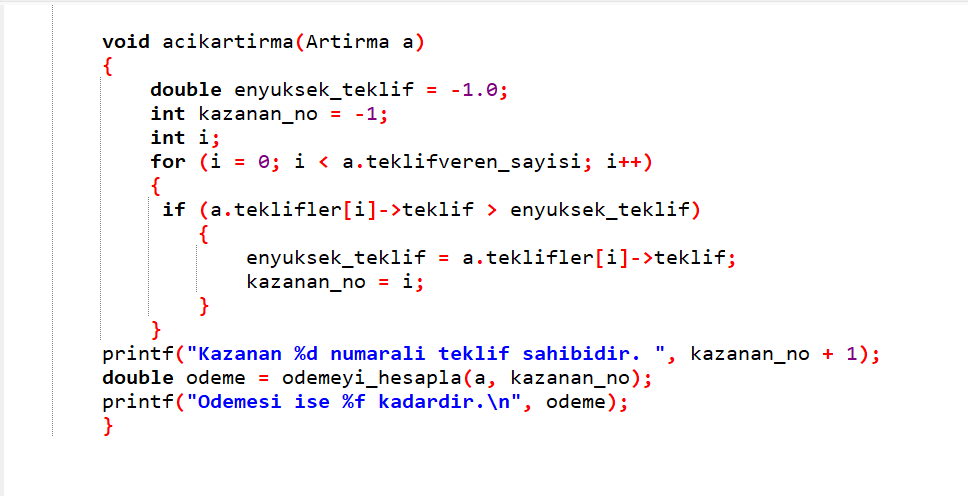 void acikartirma(Artirma a)
{
double enyuksek_teklif = -1.0;
int kazanan_no = -1;
int i;
for (i = 0; i < a.teklifveren_sayisi; i++)
{
if (a.teklifler[i]->teklif > enyuksek_teklif)
{
enyuksek_teklif = a.teklifler[i]->teklif;
kazanan_no = i;
}
}
printf("Kazanan %d numarali teklif sahibidir. ", kazanan_no + 1);
double odeme = odemeyi_hesapla(a, kazanan_no);
printf("Odemesi ise %f kadardir.\n", odeme);
}